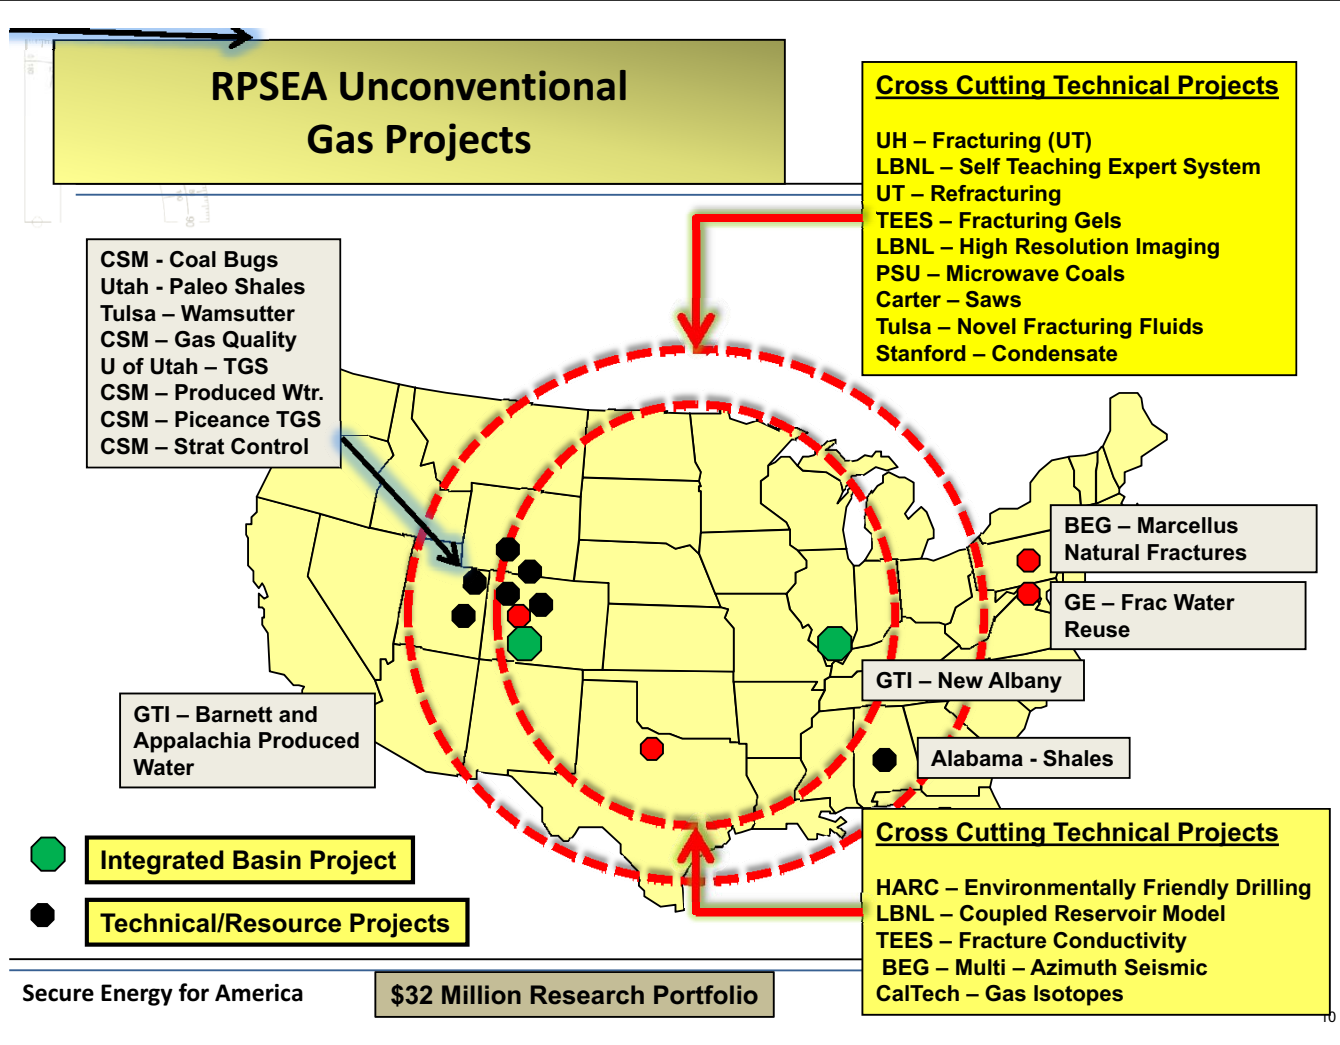 RPSEA Unconventional
Gas Projects
Cross Cutting Technical Projects
UH – Fracturing (UT)
LBNL – Self Teaching Expert System
UT – Refracturing
TEES – Fracturing Gels
LBNL – High Resolution Imaging
PSU – Microwave Coals
Carter – Saws
Tulsa – Novel Fracturing Fluids
Stanford – Condensate
CSM - Coal Bugs
Utah - Paleo Shales
Tulsa – Wamsutter
CSM – Gas Quality
U of Utah – TGS
CSM – Produced Wtr.
CSM – Piceance TGS
CSM – Strat Control
BEG – Marcellus
Natural Fractures
GE – Frac Water
Reuse
GTI – New Albany
GTI – Barnett and
Appalachia Produced
Water
Alabama - Shales
Integrated Basin Project
Technical/Resource Projects
Cross Cutting Technical Projects
HARC – Environmentally Friendly Drilling
LBNL – Coupled Reservoir Model
TEES – Fracture Conductivity
BEG – Multi – Azimuth Seismic
CalTech – Gas Isotopes
Secure Energy for America
$32 Million Research Portfolio
10